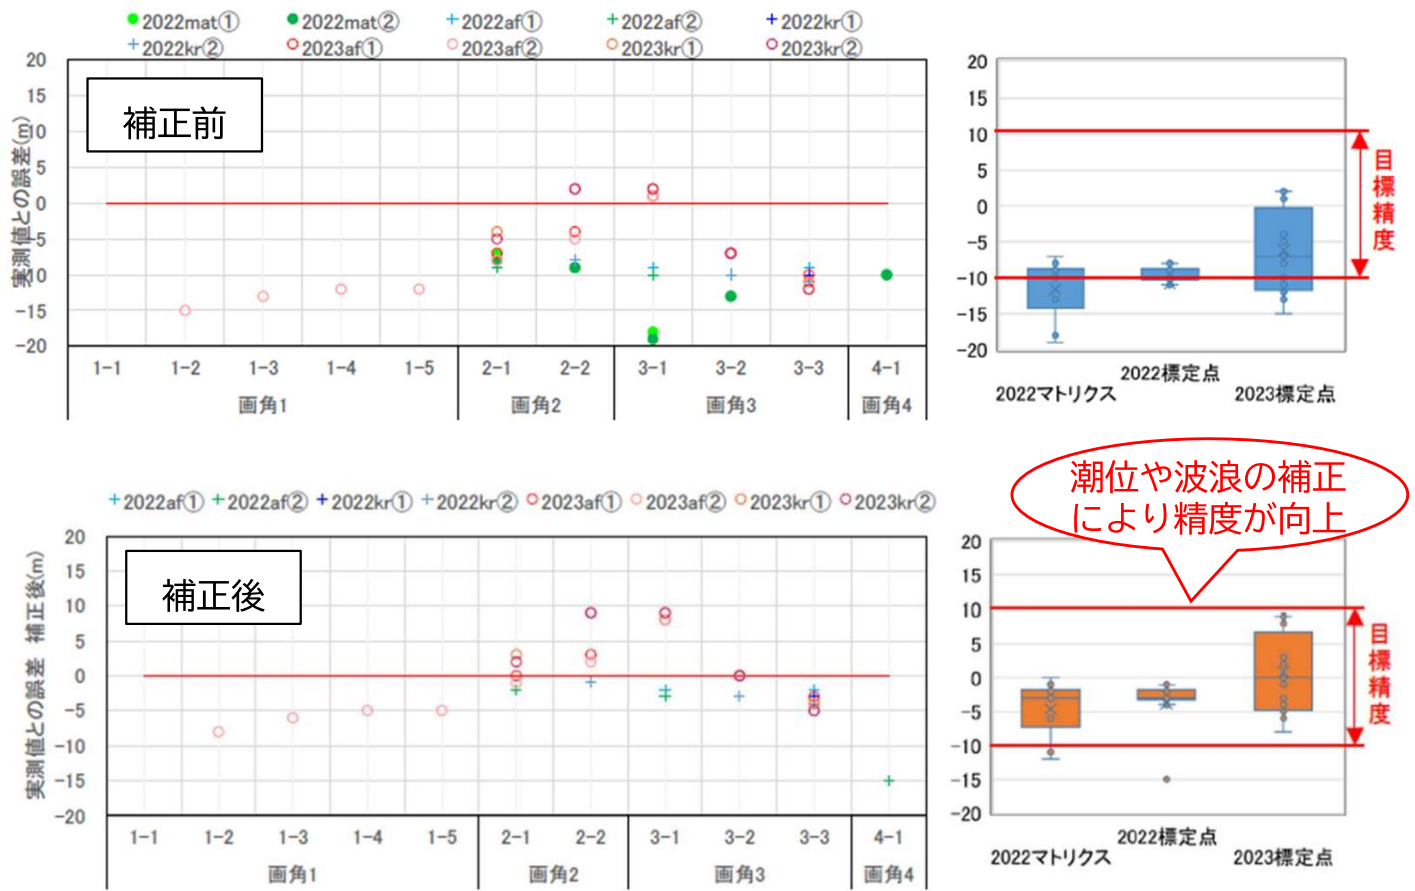 2022mat① 2022mat② 2022af① 2022af② 2022kr①
2022kr② 2023af① 2023af② 2023kr① 2023kr②
補正前
実測値との誤差(m)
20
15
10
5
0
-5
-10
-15
-20
1-1 1-2 1-3 1-4 1-5 2-1 2-2 3-1 3-2 3-3 4-1
画角1 画角2 画角3 画角4
20
15
10
5
0
-5
-10
-15
-20
目標精度
2022マトリクス 2022標定点 2023標定点
潮位や波浪の補正
により精度が向上
2022af① 2022af② 2022kr① 2022kr② 2023af① 2023af② 2023kr① 2023kr②
補正後
実測値との誤差 補正後(m)
20
15
10
5
0
-5
-10
-15
-20
1-1 1-2 1-3 1-4 1-5 2-1 2-2 3-1 3-2 3-3 4-1
画角1 画角2 画角3 画角4
20
15
10
5
0
-5
-10
-15
-20
目標精度
2022マトリクス 2022標定点 2023標定点